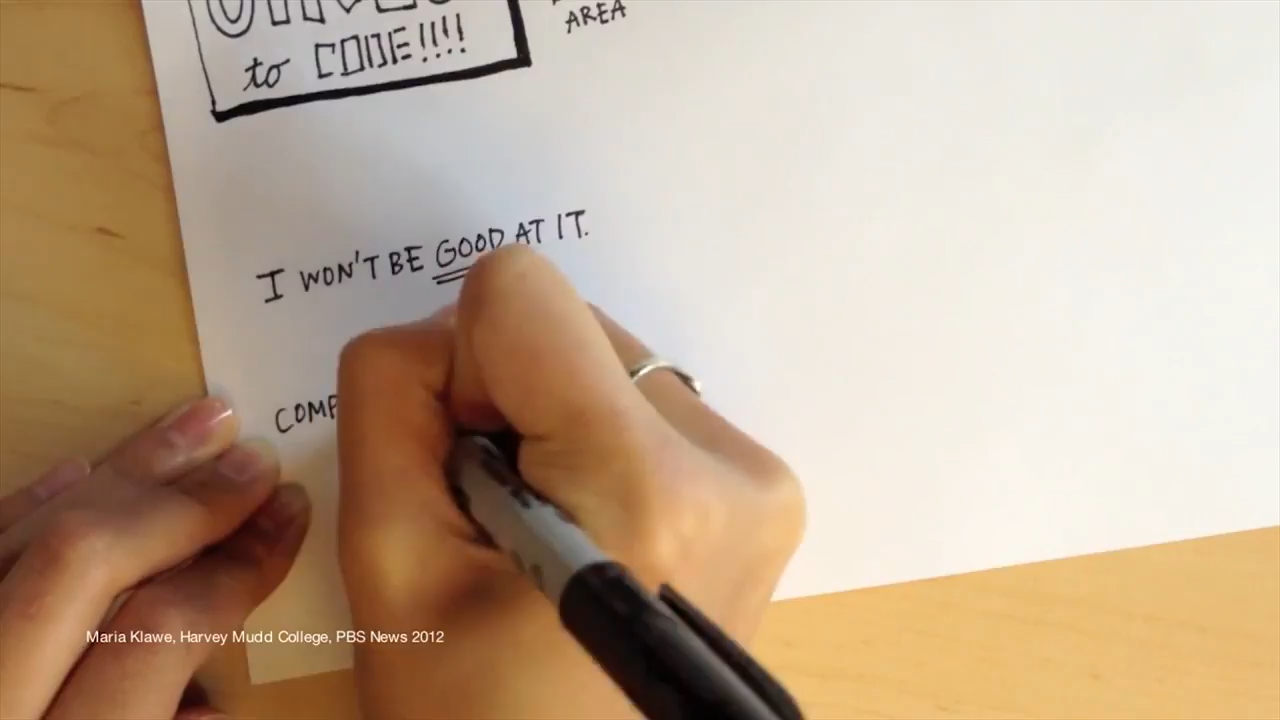 to CODE!!!!
AREA
I WON'T BE GOOD AT IT.
COMP
Maria Klawe, Harvey Mudd College, PBS News 2012